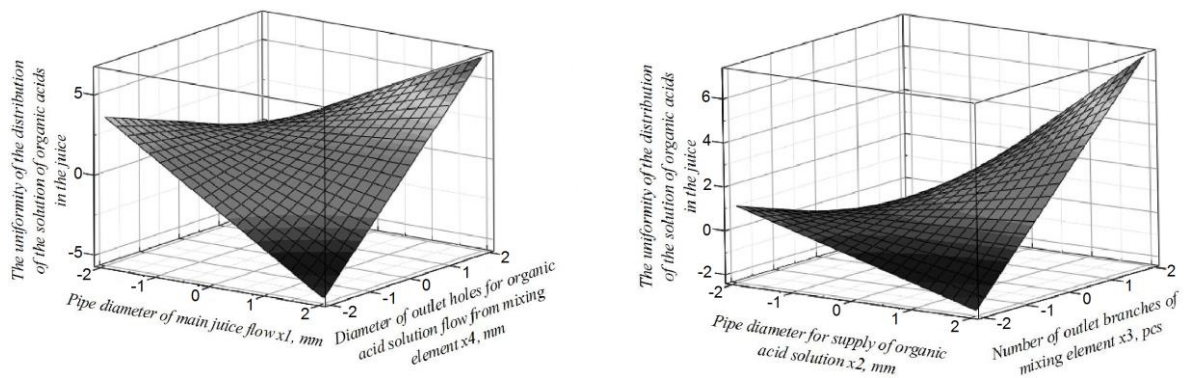 The uniformity of the distribution
of the solution of organic acids
in the juice
5
0
-5
-2
-1
0
1
2
-2
-1
0
1
2
Pipe diameter of main juice flow x1, mm
Diameter of outlet holes for organic
acid solution flow from mixing
element x4, mm
The uniformity of the distribution
of the solution of organic acids
in the juice
6
4
2
0
-2
-2
-1
0
1
2
-2
-1
0
1
2
Pipe diameter for supply of organic
acid solution x2, mm
Number of outlet branches of
mixing element x3, pcs